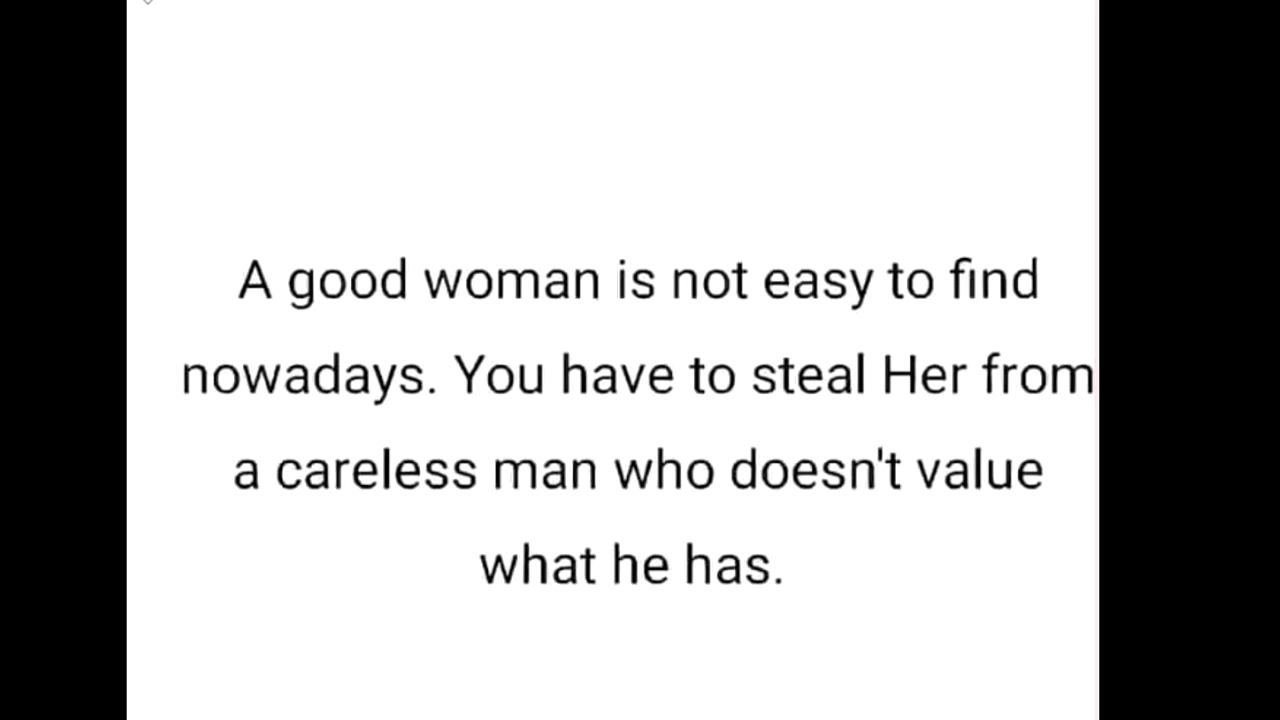 A good woman is not easy to find
nowadays. You have to steal Her from
a careless man who doesn't value
what he has.